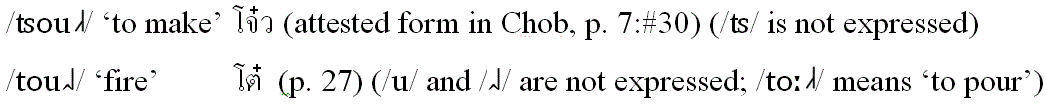 /tsou˩˧/ ‘to make’ โจ๋ว (attested form in Chob, p. 7:#30) (/ts/ is not expressed)
/tou˨˩/ ‘fire’ โต๋ (p. 27) (/u/ and /˨˩/ are not expressed; /toː˩˧/ means ‘to pour’)